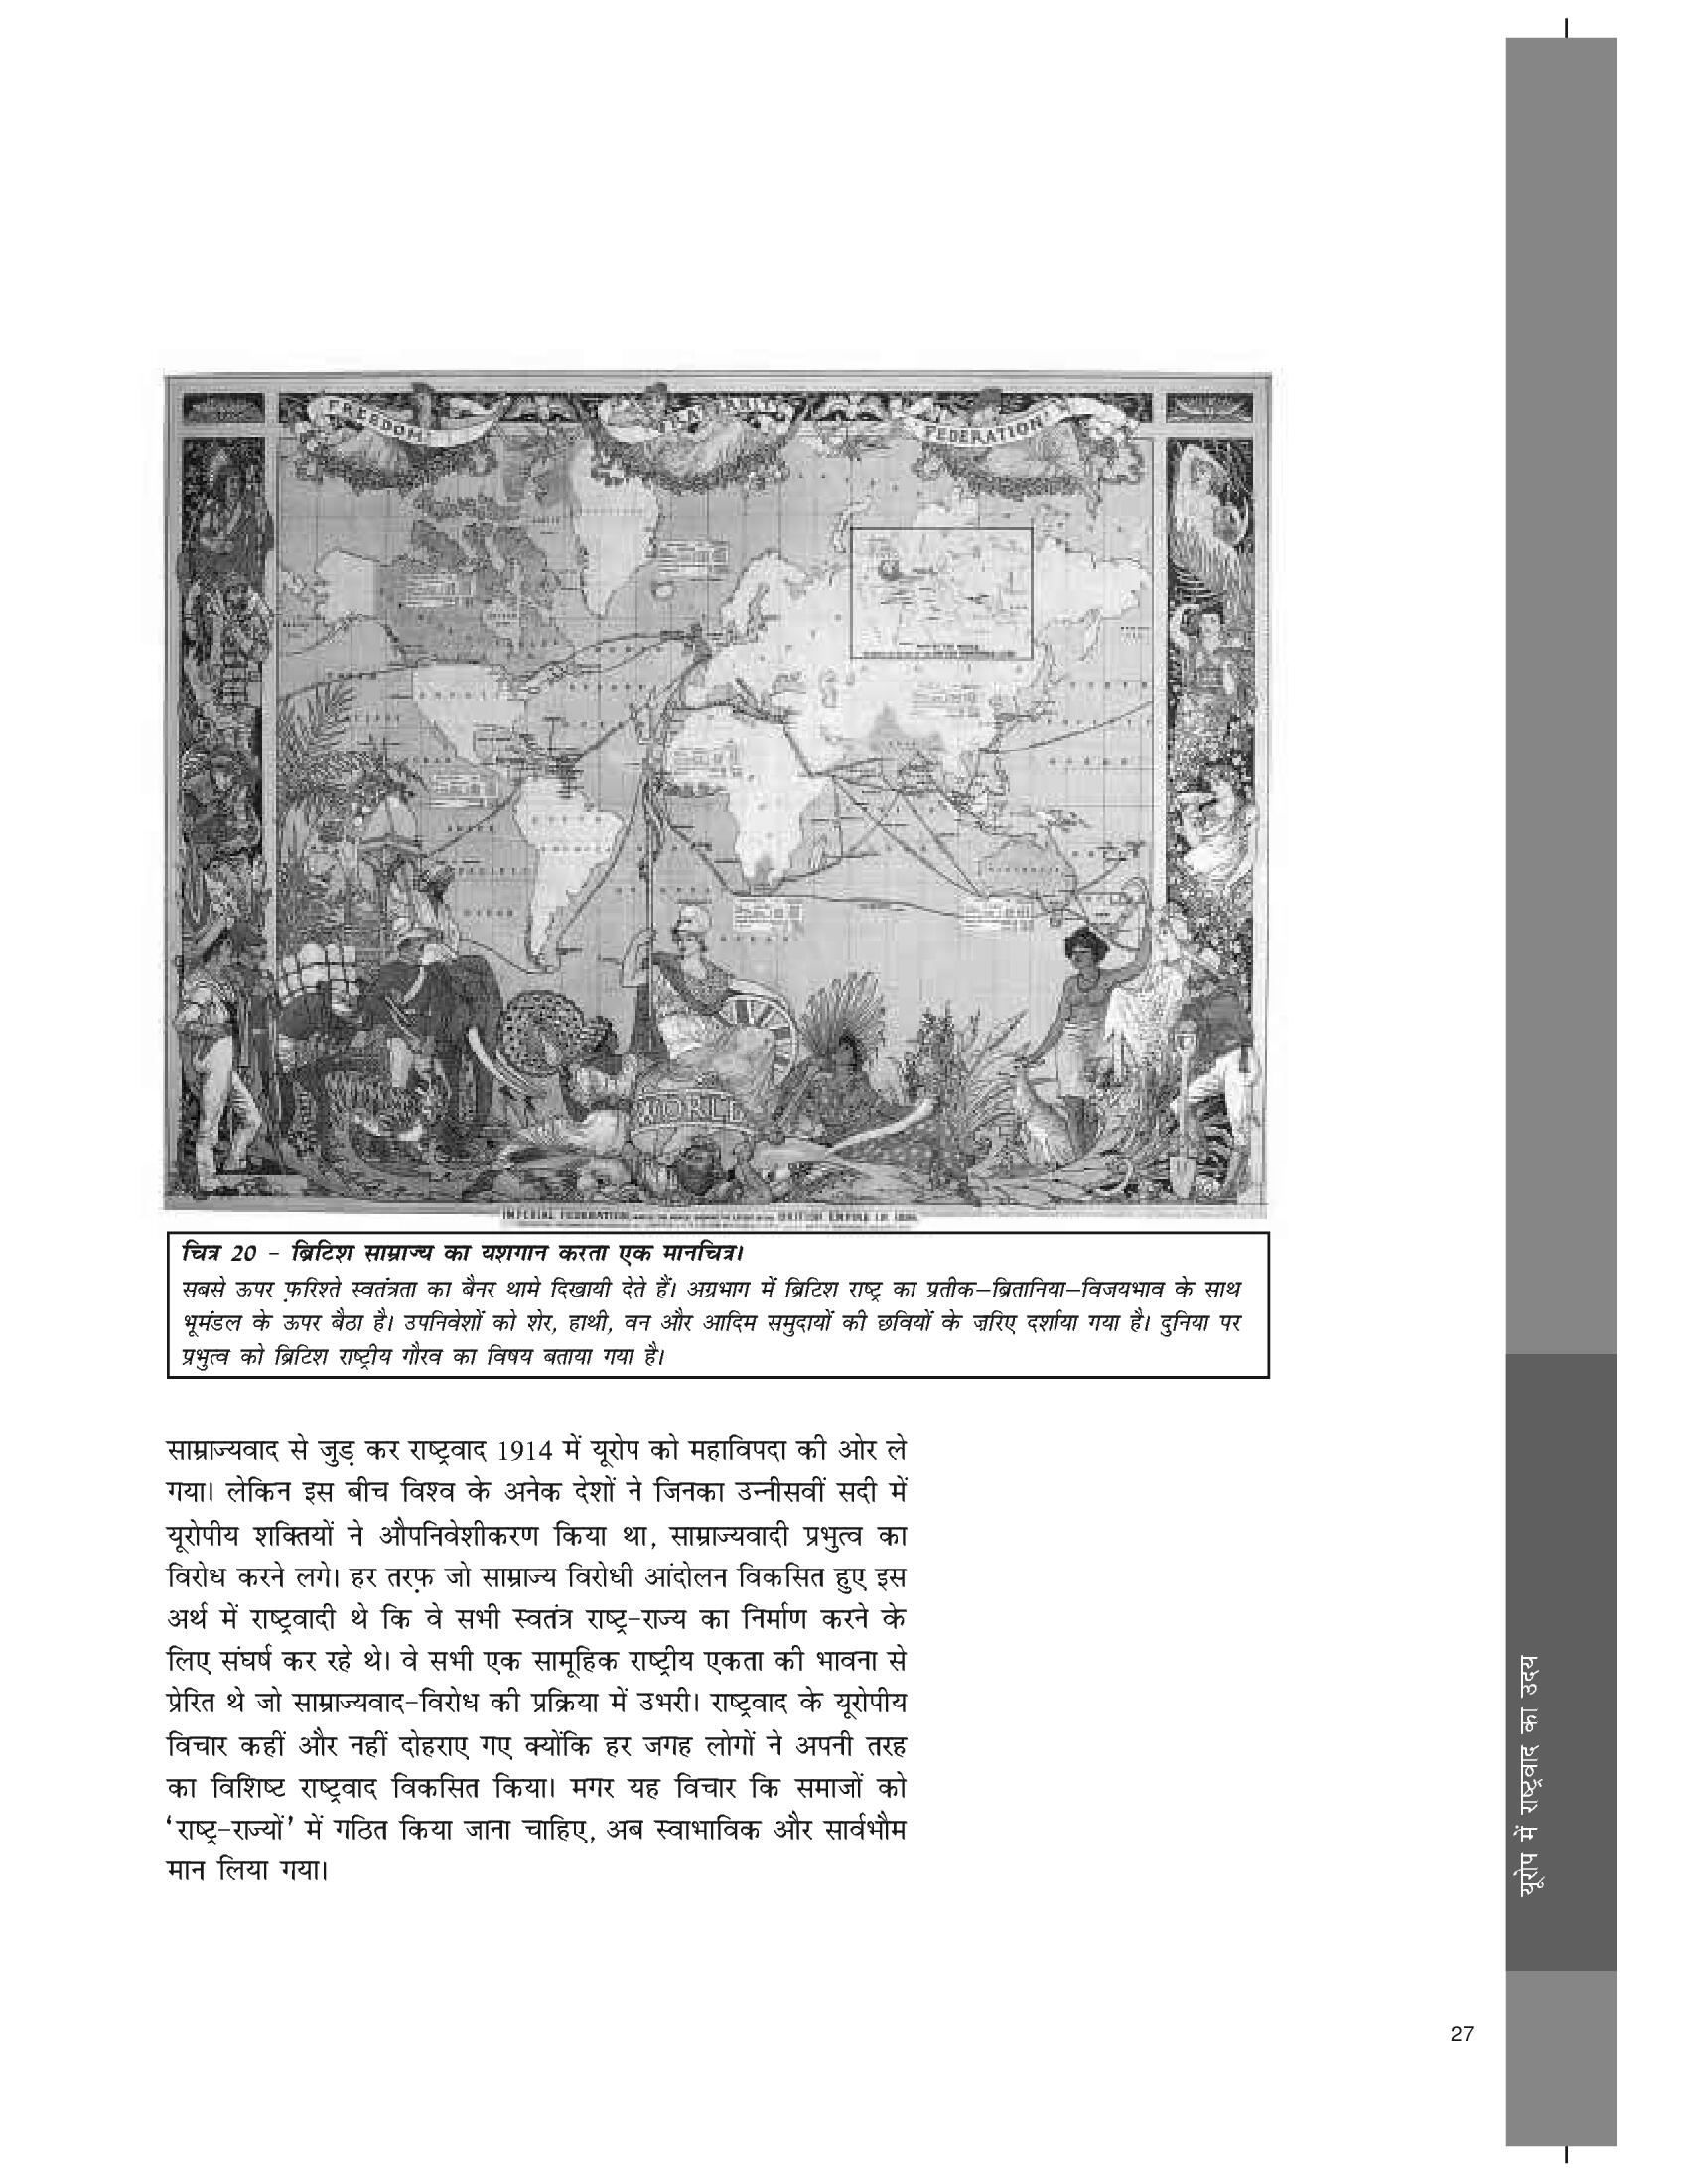 FREEDOM
FEDERATION
WORLD
IMPERIAL FEDERATION
BRITISH EMPIRE IN
चित्र 20 – ब्रिटिश साम्राज्य का यशगान करता एक मानचित्र।
सबसे ऊपर फ़रिश्ते स्वतंत्रता का बैनर थामे दिखायी देते हैं। अग्रभाग में ब्रिटिश राष्ट्र का प्रतीक—ब्रितानिया—विजयभाव के साथ
भूमंडल के ऊपर बैठा है। उपनिवेशों को शेर, हाथी, वन और आदिम समुदायों की छवियों के ज़रिए दर्शाया गया है। दुनिया पर
प्रभुत्व को ब्रिटिश राष्ट्रीय गौरव का विषय बताया गया है।
साम्राज्यवाद से जुड़ कर राष्ट्रवाद 1914 में यूरोप को महाविपदा की ओर ले
गया। लेकिन इस बीच विश्व के अनेक देशों ने जिनका उन्नीसवीं सदी में
यूरोपीय शक्तियों ने औपनिवेशीकरण किया था, साम्राज्यवादी प्रभुत्व का
विरोध करने लगे। हर तरफ़ जो साम्राज्य विरोधी आंदोलन विकसित हुए इस
अर्थ में राष्ट्रवादी थे कि वे सभी स्वतंत्र राष्ट्र-राज्य का निर्माण करने के
लिए संघर्ष कर रहे थे। वे सभी एक सामूहिक राष्ट्रीय एकता की भावना से
प्रेरित थे जो साम्राज्यवाद-विरोध की प्रक्रिया में उभरी। राष्ट्रवाद के यूरोपीय
विचार कहीं और नहीं दोहराए गए क्योंकि हर जगह लोगों ने अपनी तरह
का विशिष्ट राष्ट्रवाद विकसित किया। मगर यह विचार कि समाजों को
‘राष्ट्र-राज्यों’ में गठित किया जाना चाहिए, अब स्वाभाविक और सार्वभौम
मान लिया गया।
यूरोप में राष्ट्रवाद का उदय
27